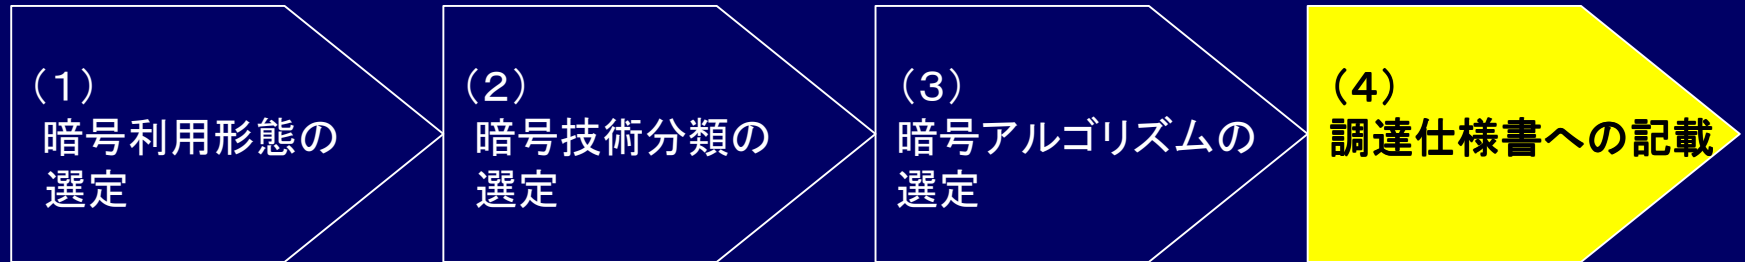 （１）
暗号利用形態の
選定
（２）
暗号技術分類の
選定
（３）
暗号アルゴリズムの
選定
（４）
調達仕様書への記載